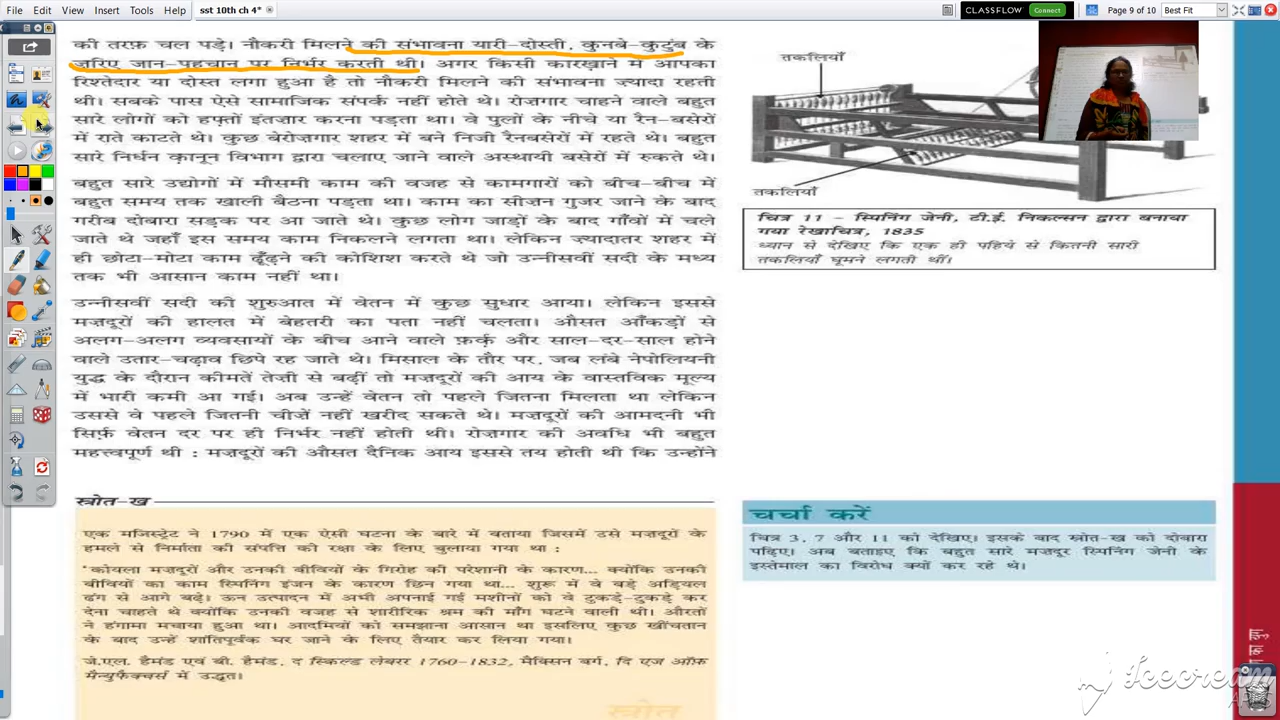 File Edit View Insert Tools Help
sst 10th ch 4*
CLASSFLOW Connect
Page 9 of 10 Best Fit
की तरफ़ चल पड़े। नौकरी मिलने की संभावना यारी-दोस्ती, कुनबे-कुटुंब के
ज़रिए जान-पहचान पर निर्भर करती थी। अगर किसी कारख़ाने में आपका
रिश्तेदार या दोस्त लगा हुआ है तो नौकरी मिलने की संभावना ज़्यादा रहती
थी। सबके पास ऐसे सामाजिक संपर्क नहीं होते थे। रोज़गार चाहने वाले बहुत
सारे लोगों को हफ़्तों इंतज़ार करना पड़ता था। वे पुलों के नीचे या रैन-बसेरों
में राते काटते थे। कुछ बेरोज़गार शहर में बने निजी रैनबसेरों में रहते थे। बहुत
सारे निर्धन क़ानून विभाग द्वारा चलाए जाने वाले अस्थायी बसेरों में रुकते थे।
बहुत सारे उद्योगों में मौसमी काम की वजह से कामगारों को बीच-बीच में
बहुत समय तक खाली बैठना पड़ता था। काम का सीज़न गुज़र जाने के बाद
गरीब दोबारा सड़क पर आ जाते थे। कुछ लोग जाड़ों के बाद गाँवों में चले
जाते थे जहाँ इस समय काम निकलने लगता था। लेकिन ज़्यादातर शहर में
ही छोटा-मोटा काम ढूँढ़ने की कोशिश करते थे जो उन्नीसवीं सदी के मध्य
तक भी आसान काम नहीं था।
उन्नीसवीं सदी की शुरुआत में वेतन में कुछ सुधार आया। लेकिन इससे
मज़दूरों की हालत में बेहतरी का पता नहीं चलता। औसत आँकड़ों से
अलग-अलग व्यवसायों के बीच आने वाले फ़र्क़ और साल-दर-साल होने
वाले उतार-चढ़ाव छिपे रह जाते थे। मिसाल के तौर पर, जब लंबे नेपोलियनी
युद्ध के दौरान कीमतें तेज़ी से बढ़ीं तो मज़दूरों की आय के वास्तविक मूल्य
में भारी कमी आ गई। अब उन्हें वेतन तो पहले जितना मिलता था लेकिन
उससे वे पहले जितनी चीज़ें नहीं ख़रीद सकते थे। मज़दूरों की आमदनी भी
सिर्फ़ वेतन दर पर ही निर्भर नहीं होती थी। रोज़गार की अवधि भी बहुत
महत्त्वपूर्ण थी : मज़दूरों की औसत दैनिक आय इससे तय होती थी कि उन्होंने
तकलियाँ
तकलियाँ
चित्र 11 – स्पिनिंग जेनी, टी.ई. निकल्सन द्वारा बनाया
गया रेखाचित्र, 1835
ध्यान से देखिए कि एक ही पहिये से कितनी सारी
तकलियाँ घूमने लगती थीं।
स्रोत-ख
एक मजिस्ट्रेट ने 1790 में एक ऐसी घटना के बारे में बताया जिसमें उसे मज़दूरों के
हमले से निर्माता की संपत्ति की रक्षा के लिए बुलाया गया था :
'कोयला मज़दूरों और उनकी बीवियों के गिरोह की परेशानी के कारण... क्योंकि उनकी
बीवियों का काम स्पिनिंग इंजन के कारण छिन गया था... शुरू में वे बड़े अड़ियल
ढंग से आगे बढ़े। ऊन उत्पादन में अभी अपनाई गई मशीनों को वे टुकड़े-टुकड़े कर
देना चाहते थे क्योंकि उनकी वजह से शारीरिक श्रम की माँग घटने वाली थी। औरतों
ने हंगामा मचाया हुआ था। आदमियों को समझाना आसान था इसलिए कुछ खींचतान
के बाद उन्हें शांतिपूर्वक घर जाने के लिए तैयार कर लिया गया।
जे.एल. हैमंड एवं बी. हैमंड, द स्किल्ड लेबरर 1760-1832, मैक्सिन बर्ग, दि एज ऑफ़
मैन्युफ़ैक्चर्स में उद्धृत।
स्रोत
चर्चा करें
चित्र 3, 7 और 11 को देखिए। इसके बाद स्रोत-ख को दोबारा
पढ़िए। अब बताइए कि बहुत सारे मज़दूर स्पिनिंग जेनी के
इस्तेमाल का विरोध क्यों कर रहे थे।
Icecream
APPS